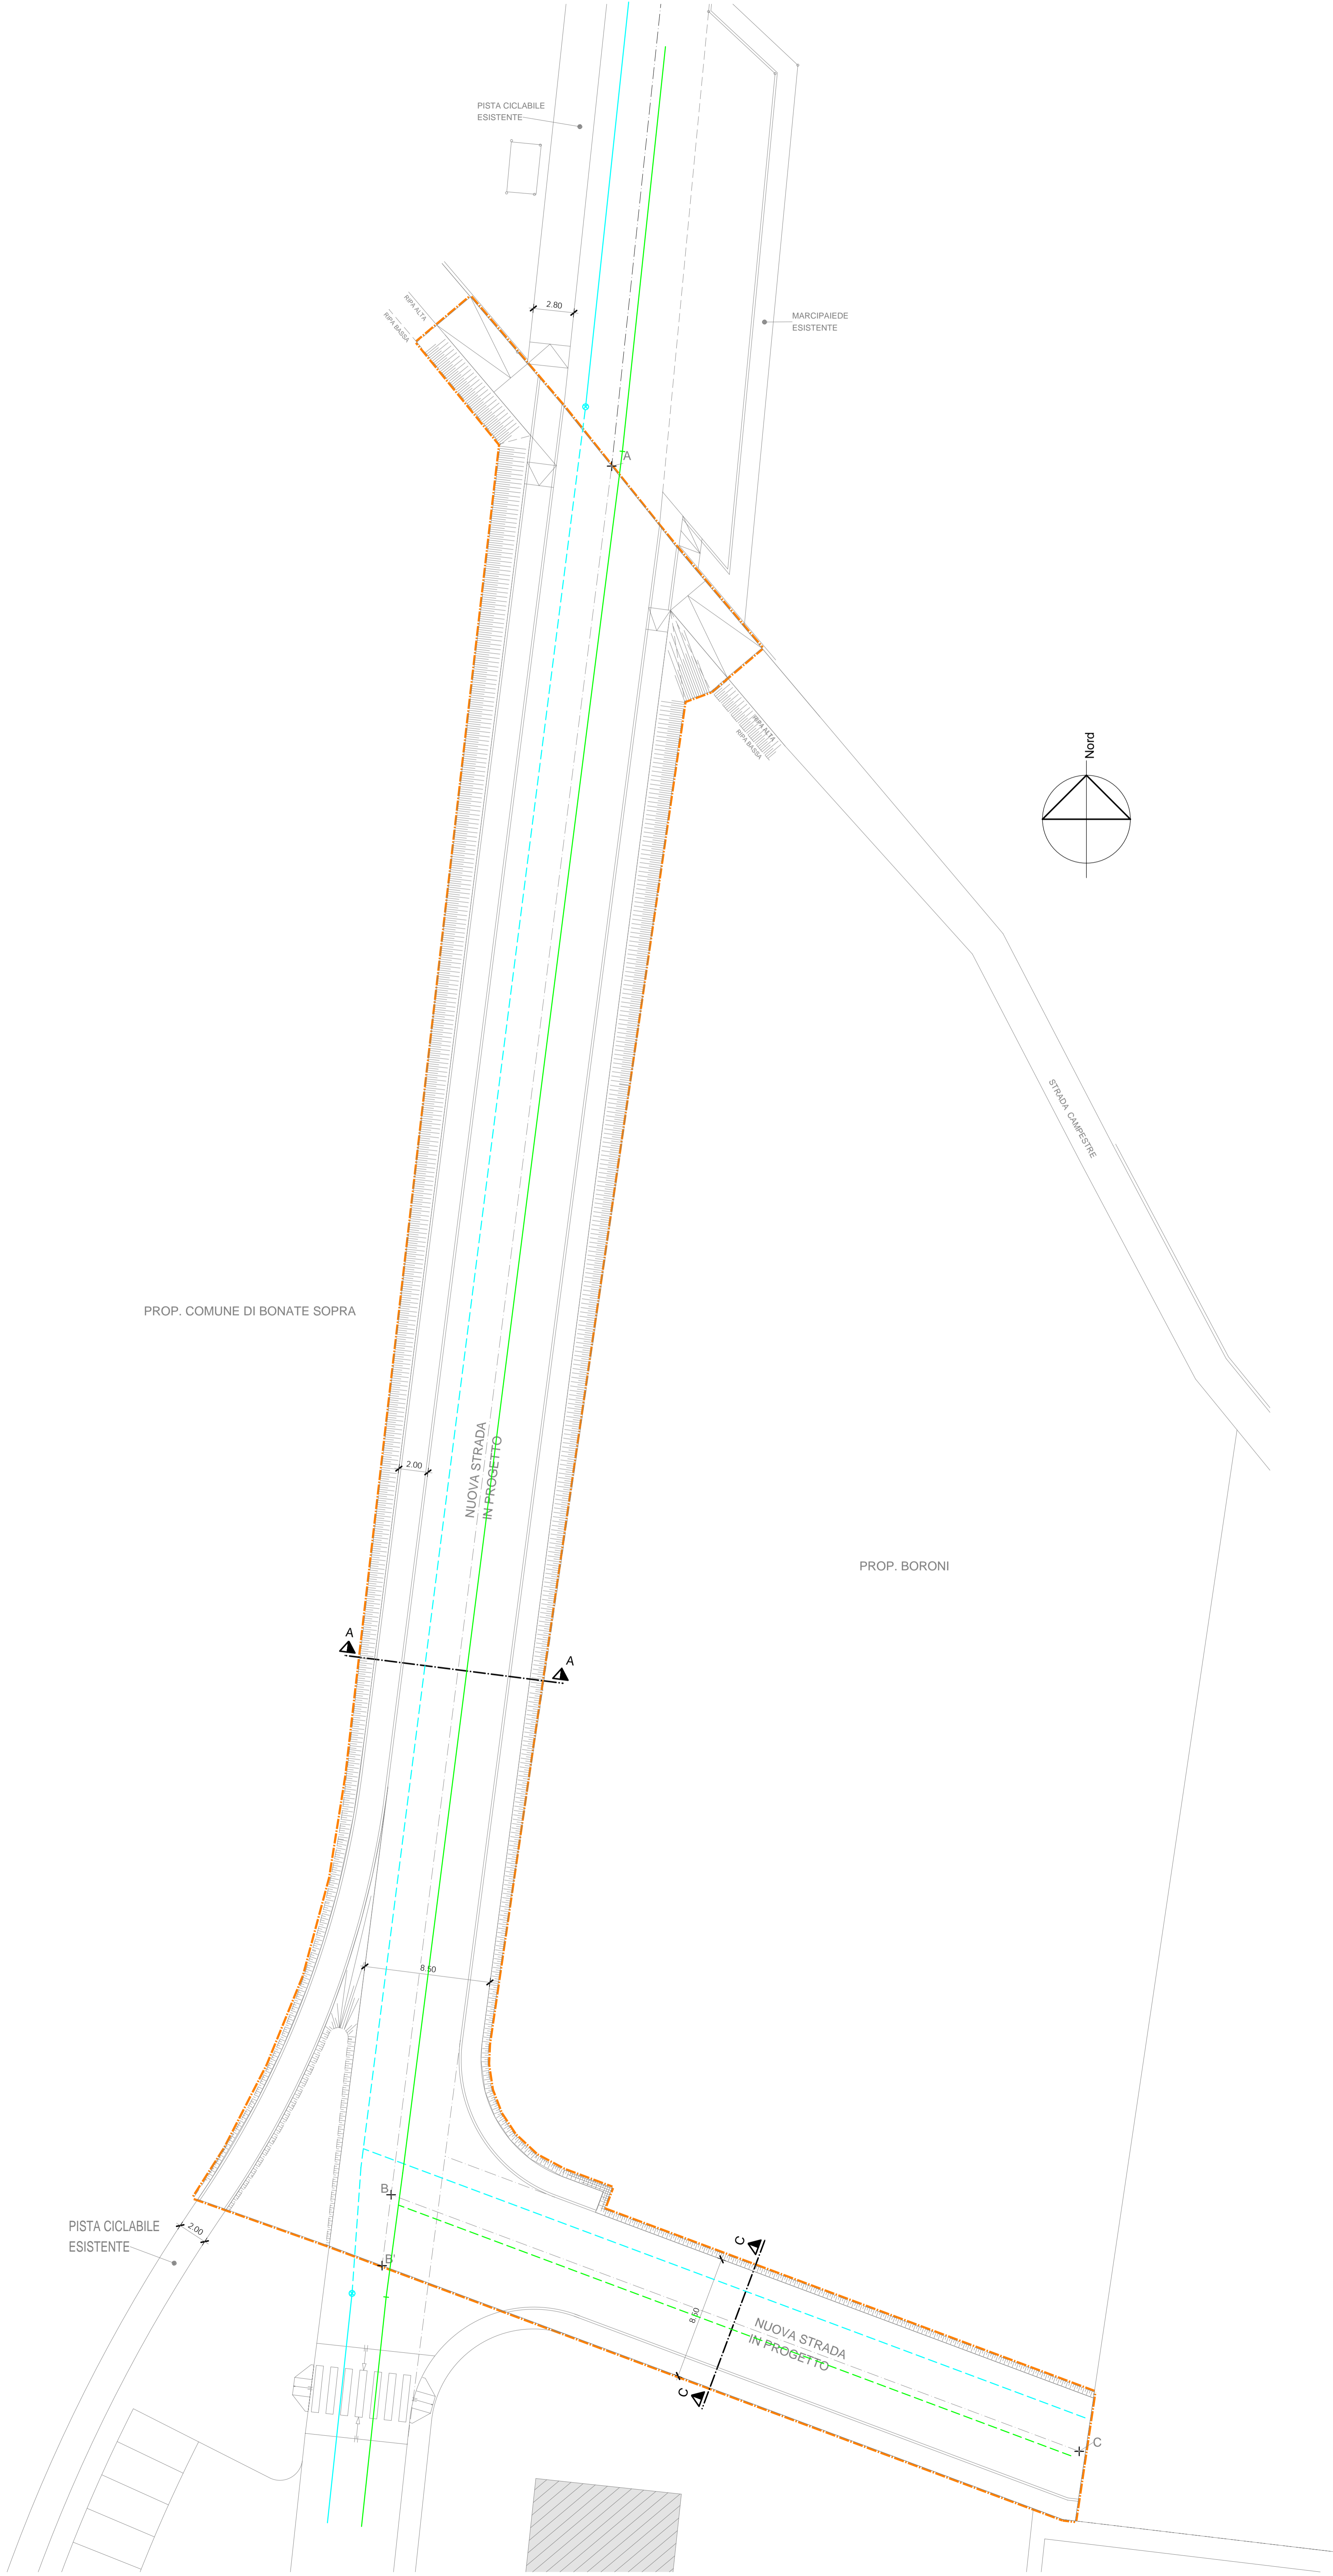 PISTA CICLABILE
ESISTENTE
2.80
RIPA ALTA
RIPA BASSA
MARCIPAIEDE
ESISTENTE
A
RIPA ALTA
RIPA BASSA
Nord
STRADA CAMPESTRE
PROP. COMUNE DI BONATE SOPRA
2.00
NUOVA STRADA
IN PROGETTO
PROP. BORONI
A
A
8.50
B
PISTA CICLABILE
ESISTENTE
2.00
B'
C
8.50
NUOVA STRADA
IN PROGETTO
C
C